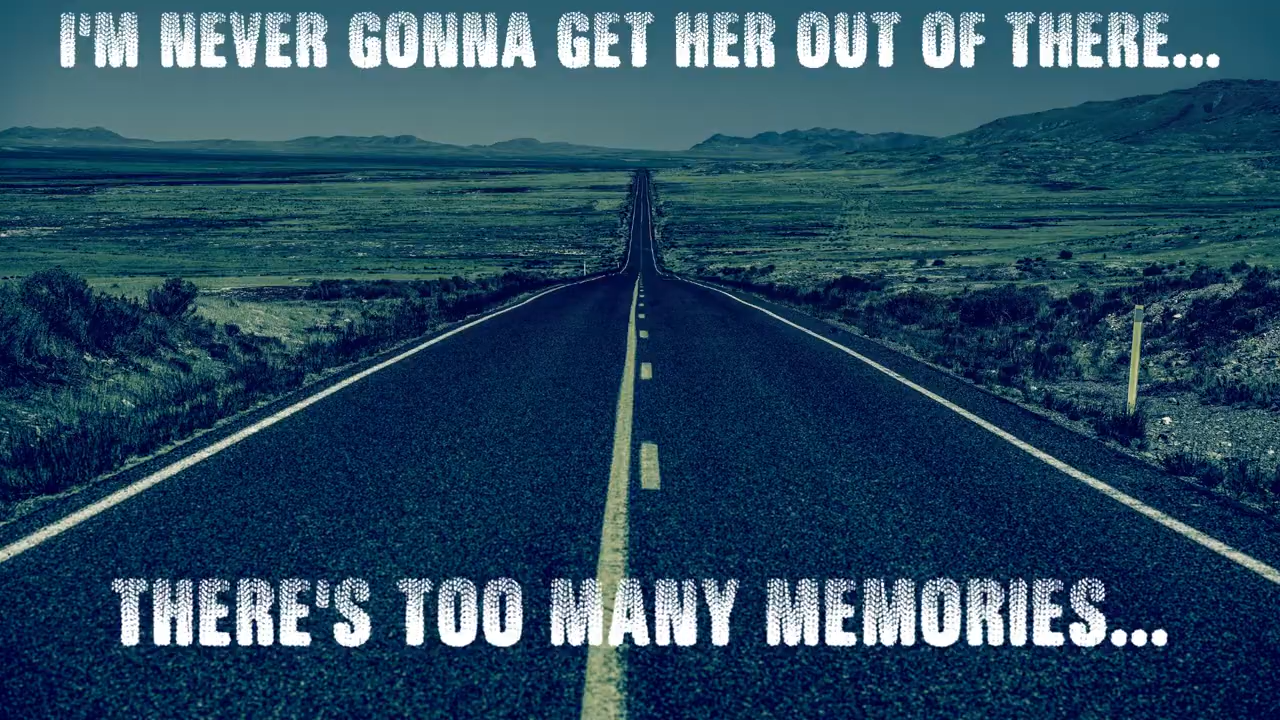 I'M NEVER GONNA GET HER OUT OF THERE...
THERE'S TOO MANY MEMORIES...